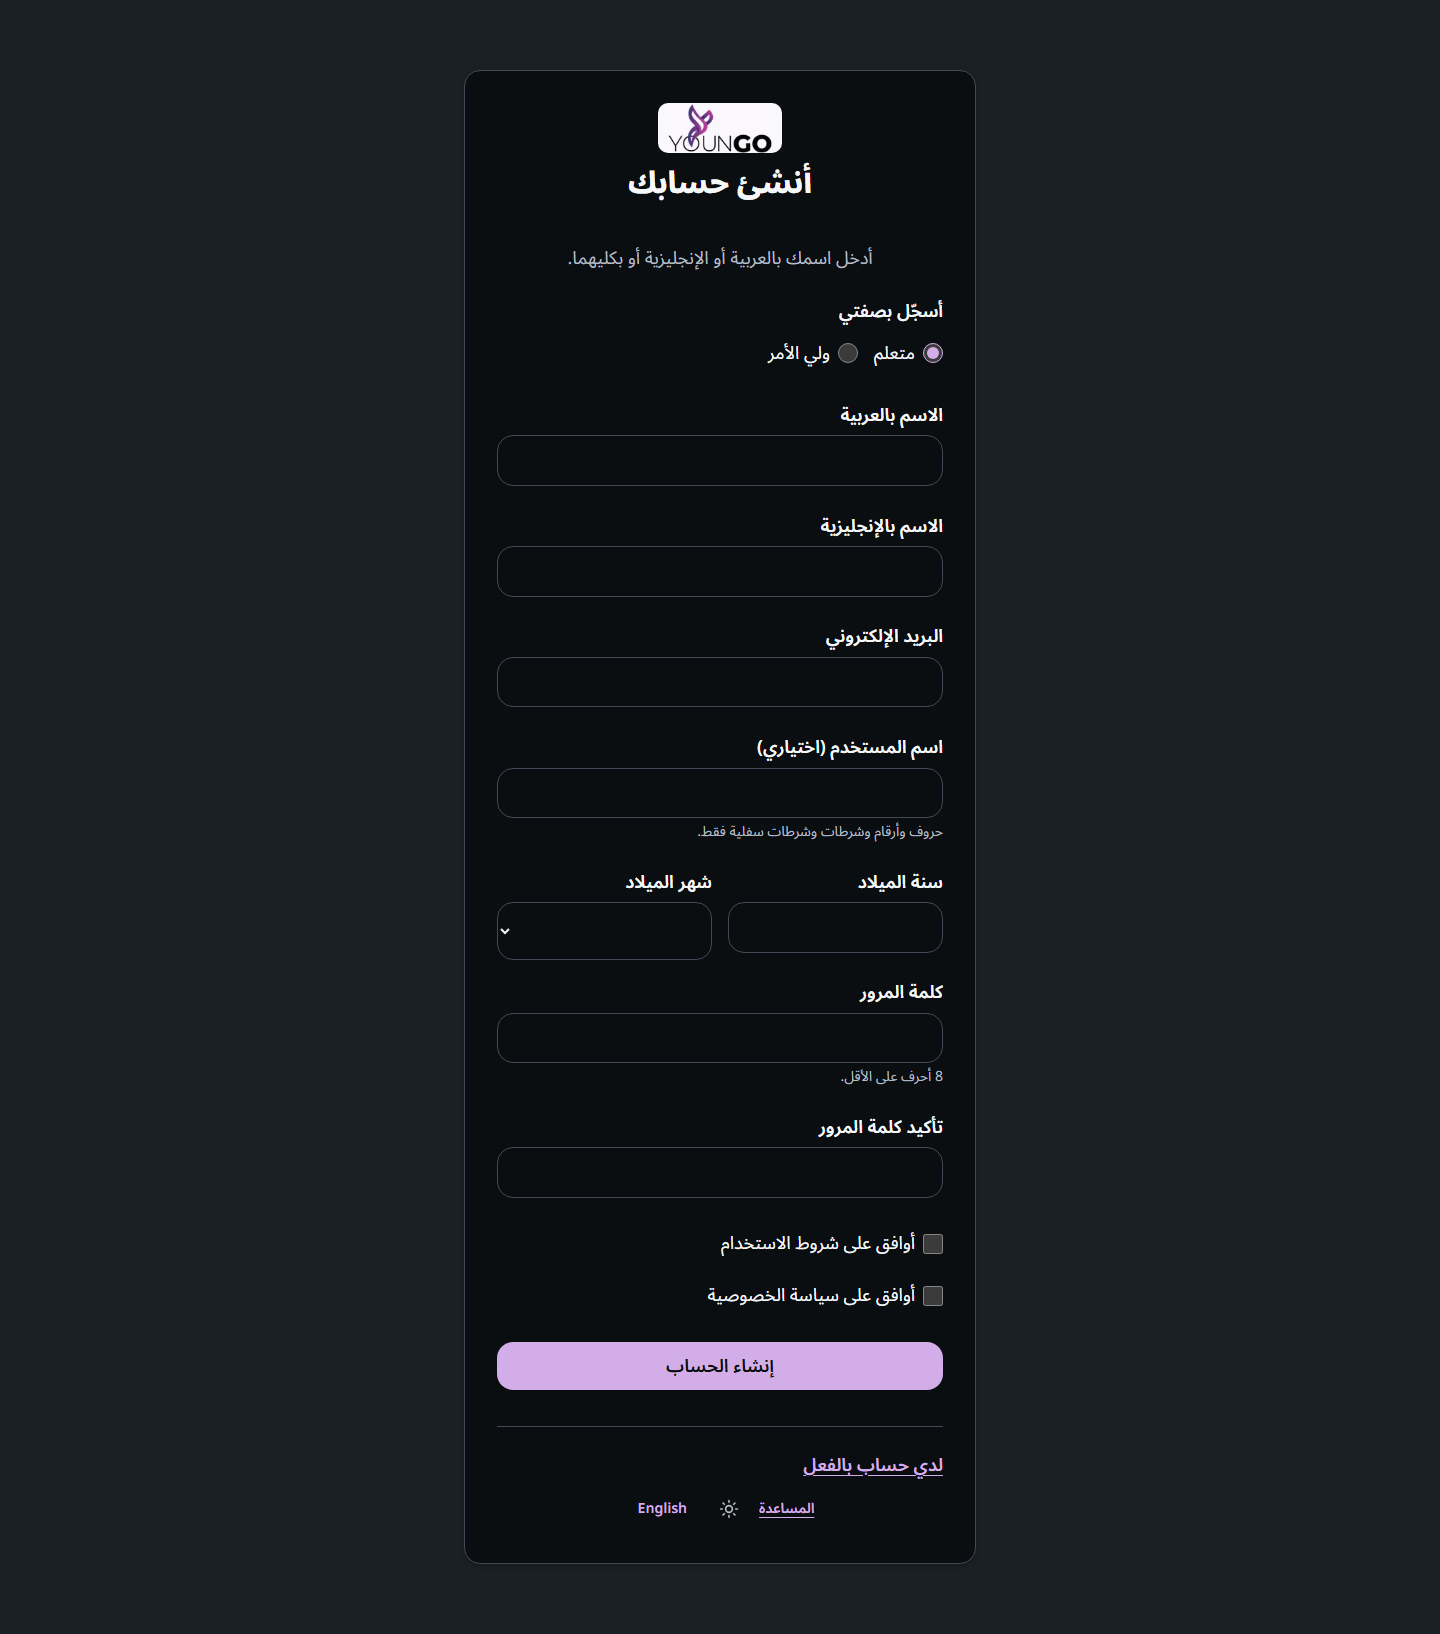 YOUNGO
أنشئ حسابك
أدخل اسمك بالعربية أو الإنجليزية أو بكليهما.
أسجّل بصفتي
متعلم
ولي الأمر
الاسم بالعربية
الاسم بالإنجليزية
البريد الإلكتروني
اسم المستخدم (اختياري)
حروف وأرقام وشرطات وشرطات سفلية فقط.
سنة الميلاد
شهر الميلاد
كلمة المرور
8 أحرف على الأقل.
تأكيد كلمة المرور
أوافق على شروط الاستخدام
أوافق على سياسة الخصوصية
إنشاء الحساب
لدي حساب بالفعل
المساعدة
English